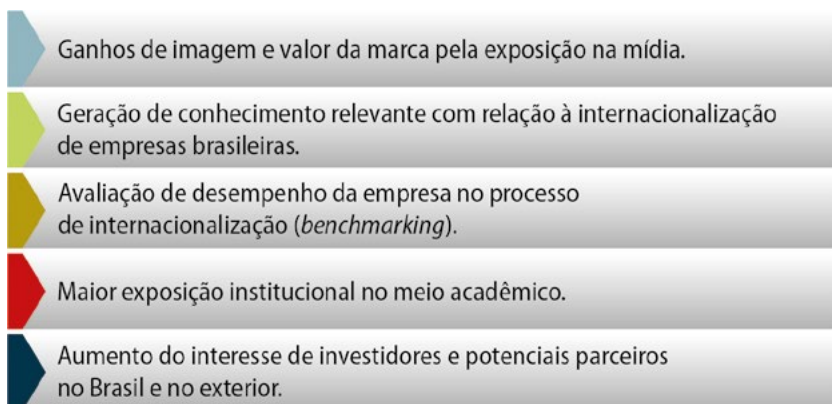 Ganhos de imagem e valor da marca pela exposição na mídia.
Geração de conhecimento relevante com relação à internacionalização
de empresas brasileiras.
Avaliação de desempenho da empresa no processo
de internacionalização (benchmarking).
Maior exposição institucional no meio acadêmico.
Aumento do interesse de investidores e potenciais parceiros
no Brasil e no exterior.